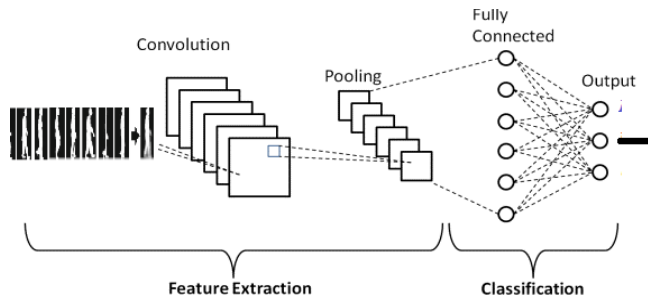 Fully
Connected
Convolution
Pooling
Output
Feature Extraction
Classification